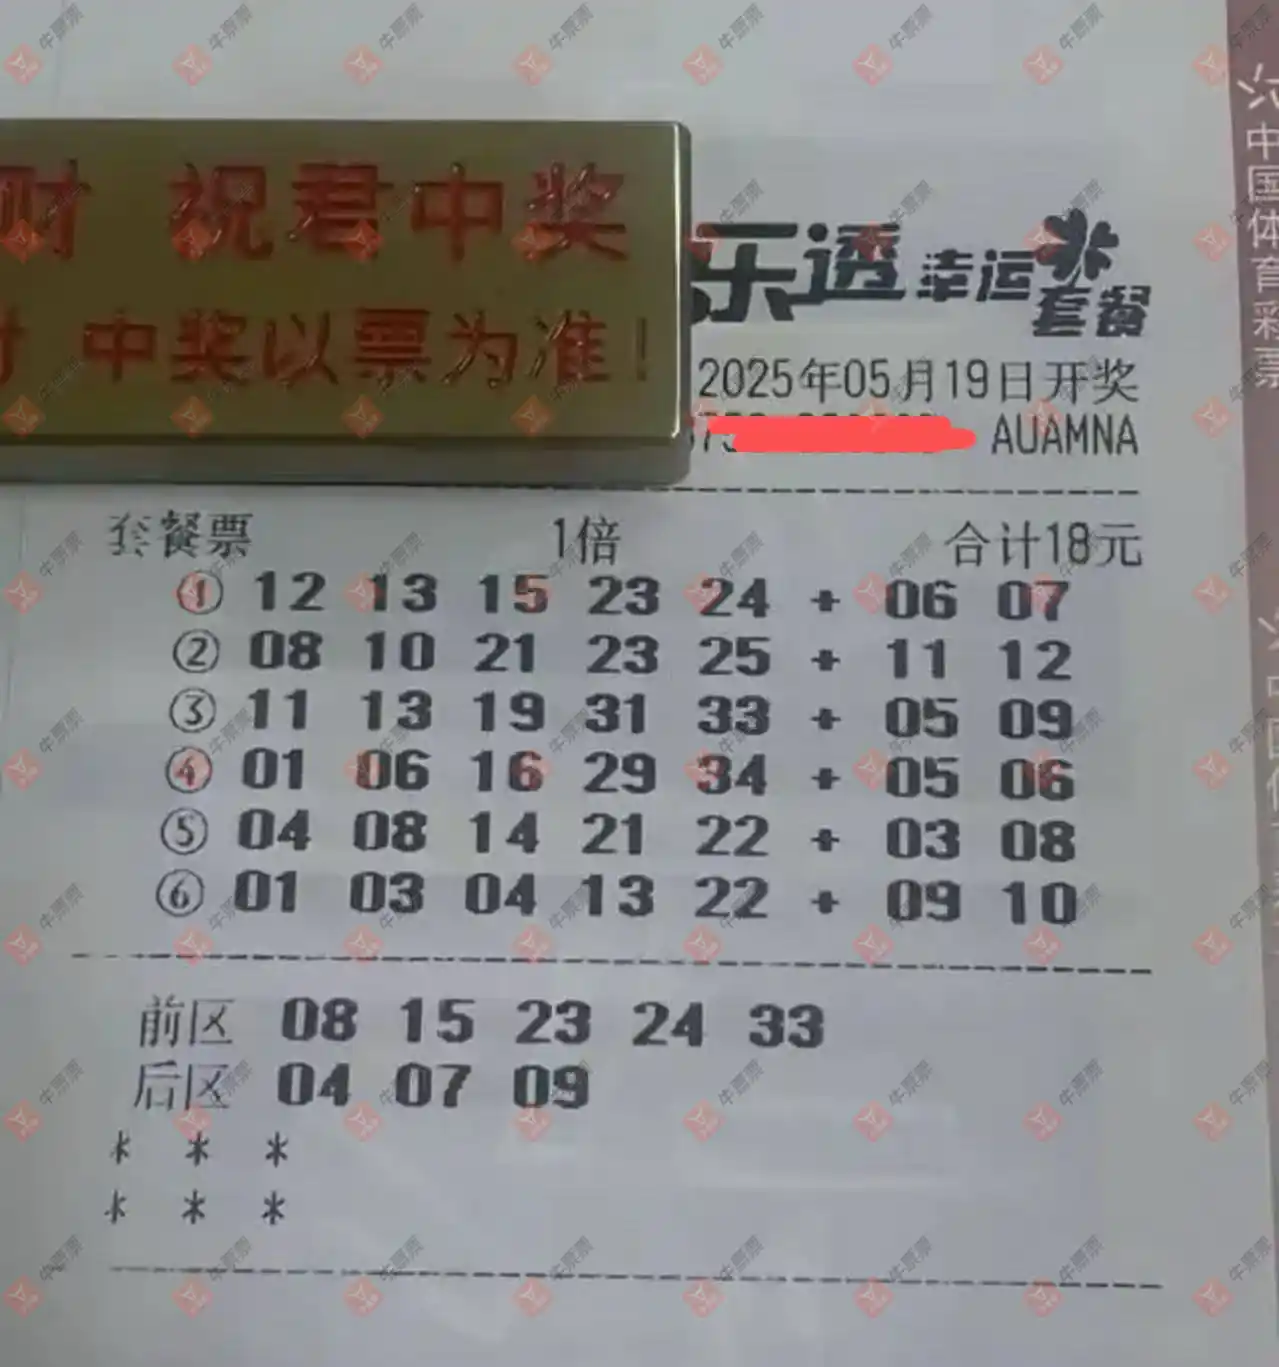 财 祝君中奖
财 中奖以票为准!
乐透 幸运套餐
2025年05月19日开奖
AUAMNA
套餐票 1倍 合计18元
① 12 13 15 23 24 + 06 07
② 08 10 21 23 25 + 11 12
③ 11 13 19 31 33 + 05 09
④ 01 06 16 29 34 + 05 06
⑤ 04 08 14 21 22 + 03 08
⑥ 01 03 04 13 22 + 09 10
前区 08 15 23 24 33
后区 04 07 09
* * *
* * *
中国体育彩票
牛票票